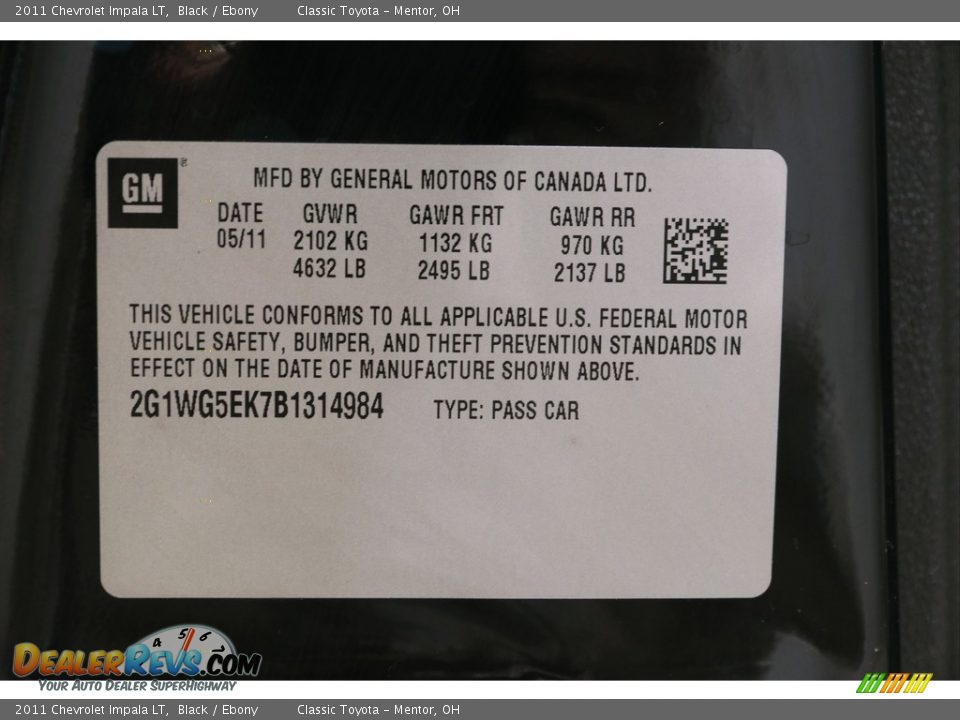 2011 Chevrolet Impala LT, Black / Ebony Classic Toyota - Mentor, OH
GM ®
MFD BY GENERAL MOTORS OF CANADA LTD.
DATE GVWR GAWR FRT GAWR RR
05/11 2102 KG 1132 KG 970 KG
4632 LB 2495 LB 2137 LB
THIS VEHICLE CONFORMS TO ALL APPLICABLE U.S. FEDERAL MOTOR
VEHICLE SAFETY, BUMPER, AND THEFT PREVENTION STANDARDS IN
EFFECT ON THE DATE OF MANUFACTURE SHOWN ABOVE.
2G1WG5EK7B1314984 TYPE: PASS CAR
4 5 6
DEALERREVS.COM
YOUR AUTO DEALER SUPERHIGHWAY
2011 Chevrolet Impala LT, Black / Ebony Classic Toyota - Mentor, OH